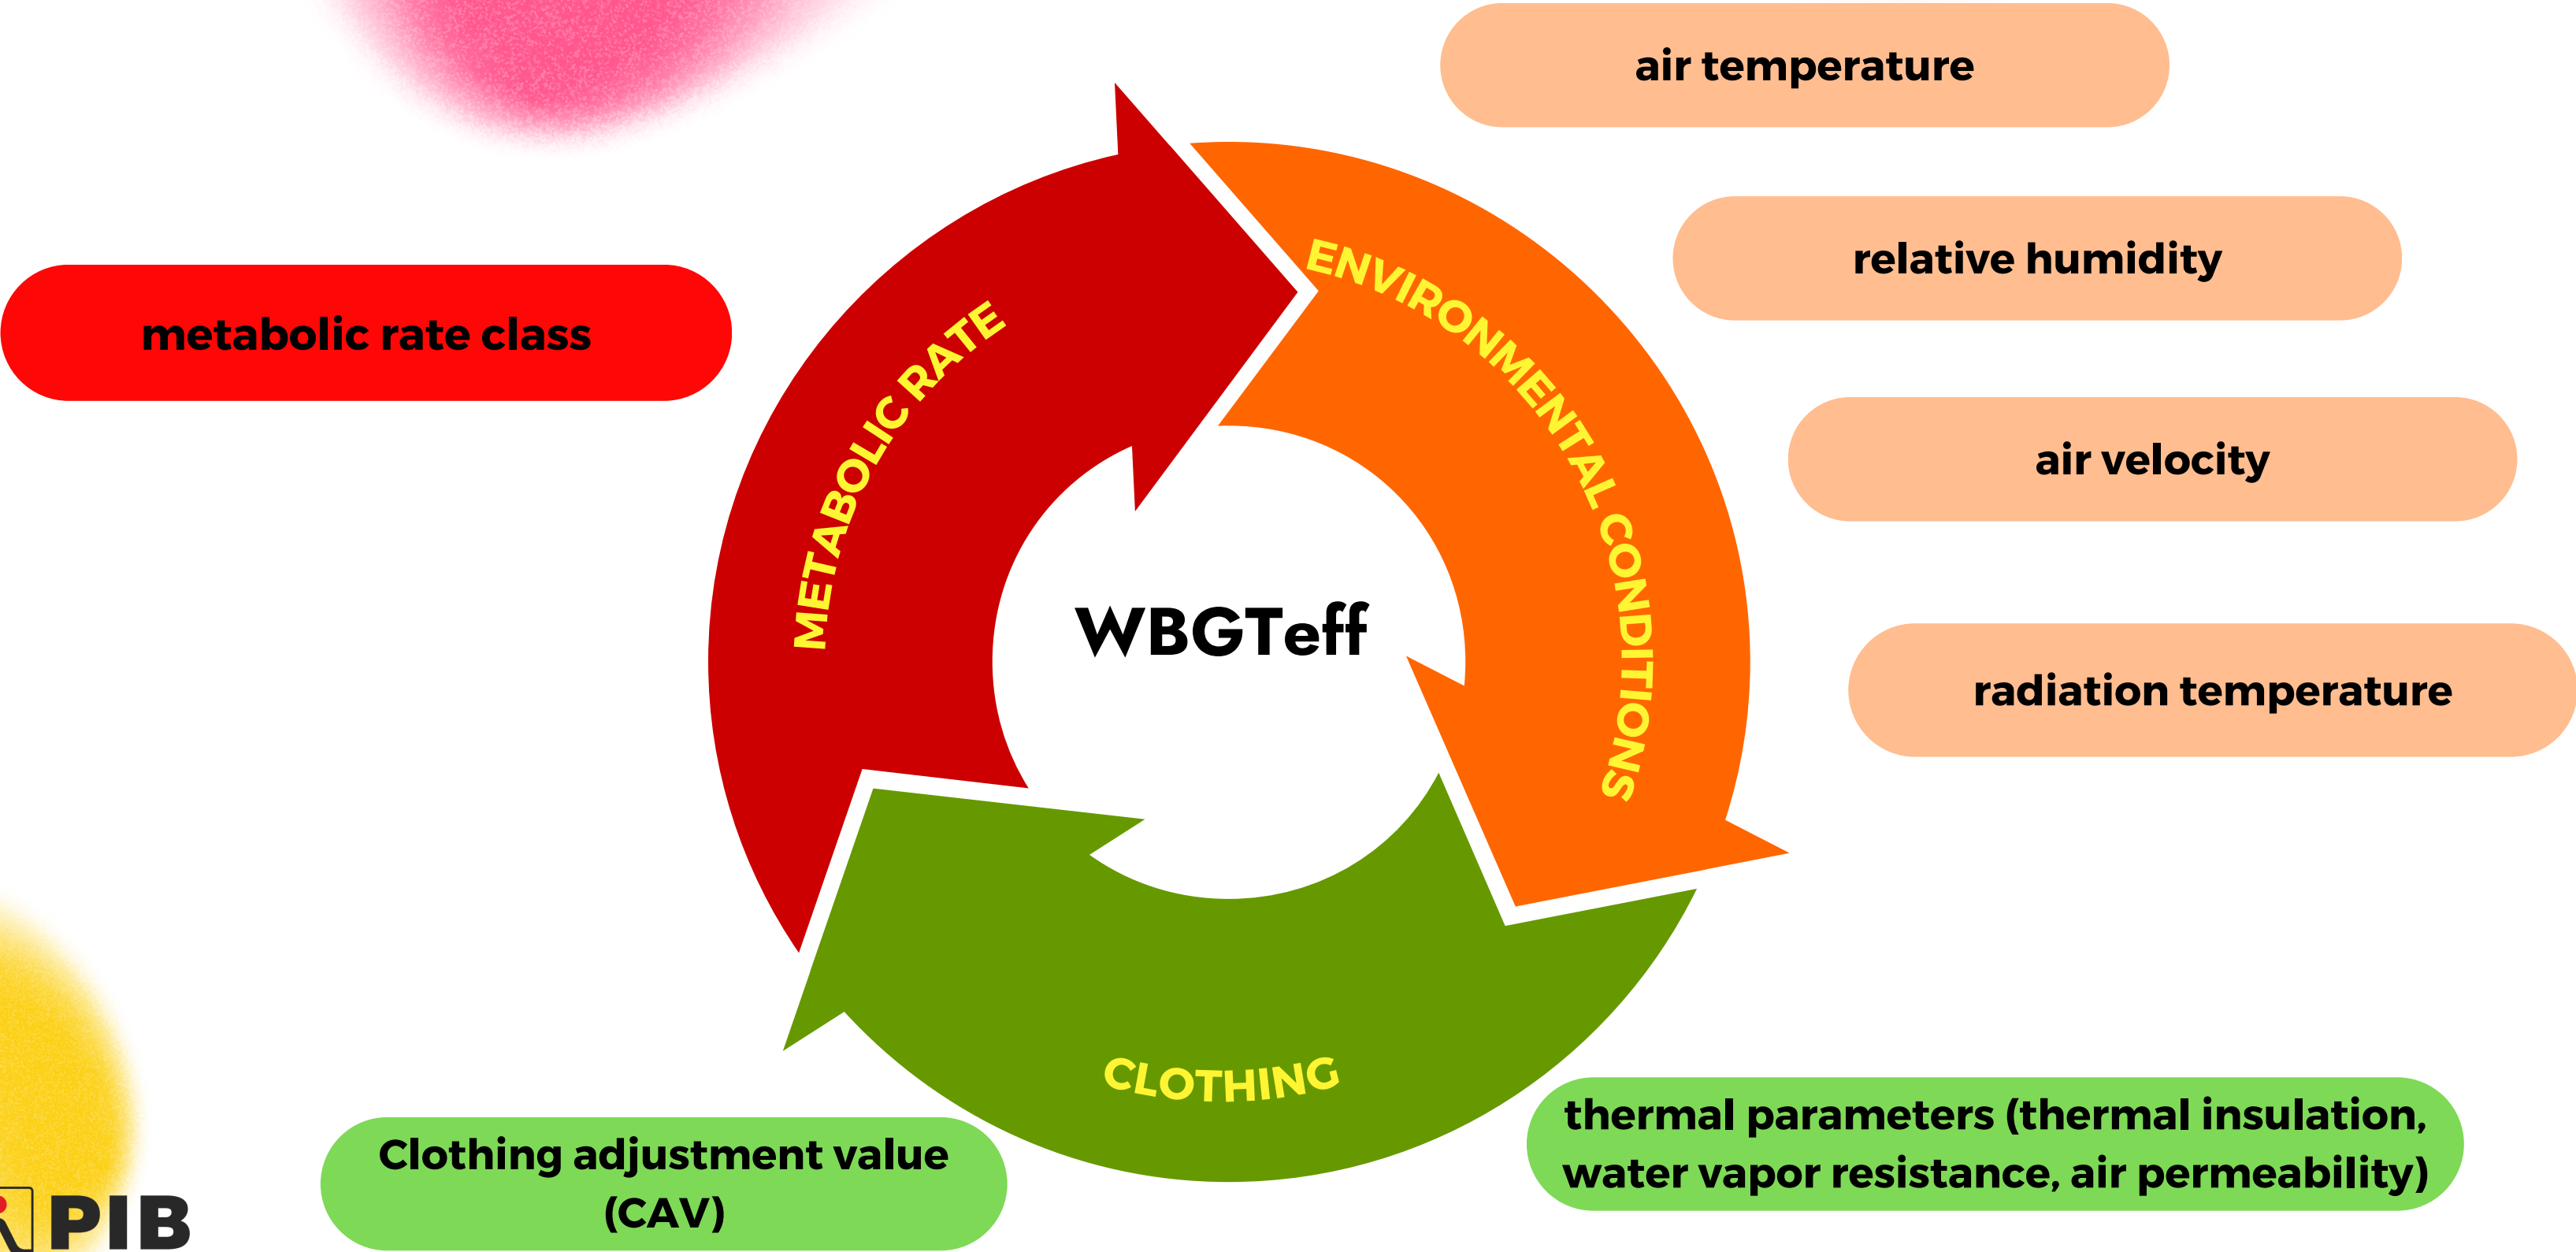 air temperature
relative humidity
metabolic rate class
METABOLIC RATE
ENVIRONMENTAL CONDITIONS
air velocity
WBGTeff
radiation temperature
CLOTHING
thermal parameters (thermal insulation,
water vapor resistance, air permeability)
Clothing adjustment value
(CAV)
PIB